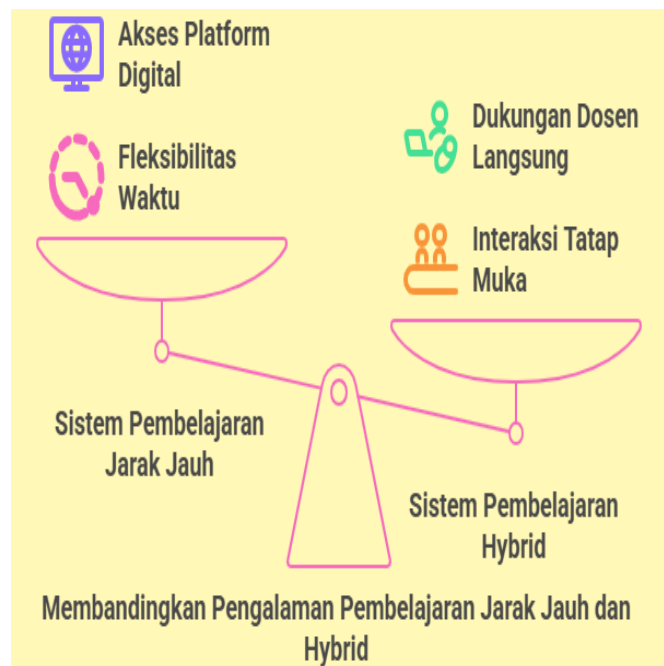 Akses Platform
Digital
Fleksibilitas
Waktu
Dukungan Dosen
Langsung
Interaksi Tatap
Muka
Sistem Pembelajaran
Jarak Jauh
Sistem Pembelajaran
Hybrid
Membandingkan Pengalaman Pembelajaran Jarak Jauh dan
Hybrid